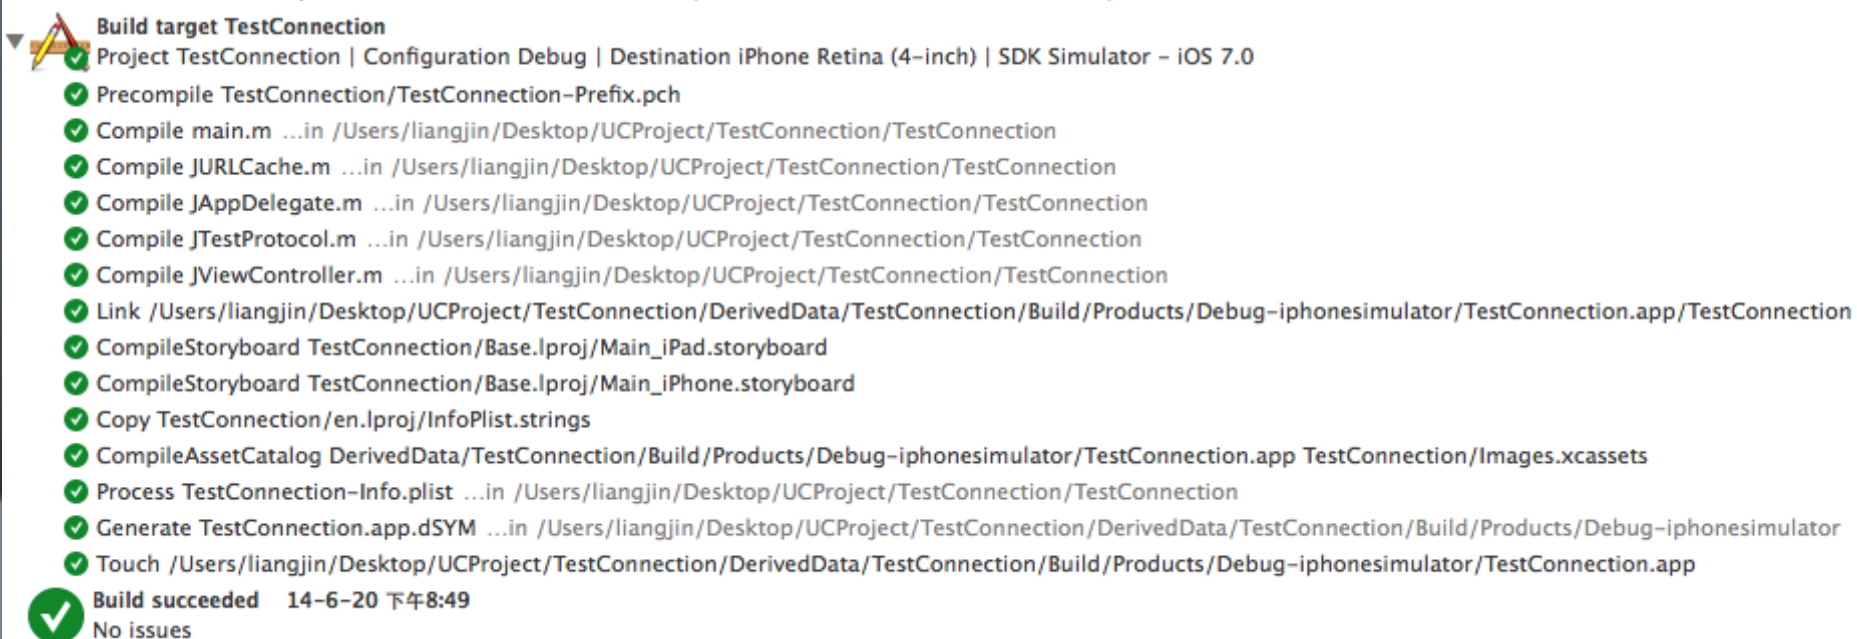 Build target TestConnection
Project TestConnection | Configuration Debug | Destination iPhone Retina (4-inch) | SDK Simulator - iOS 7.0
Precompile TestConnection/TestConnection-Prefix.pch
Compile main.m ...in /Users/liangjin/Desktop/UCProject/TestConnection/TestConnection
Compile JURLCache.m ...in /Users/liangjin/Desktop/UCProject/TestConnection/TestConnection
Compile JAppDelegate.m ...in /Users/liangjin/Desktop/UCProject/TestConnection/TestConnection
Compile JTestProtocol.m ...in /Users/liangjin/Desktop/UCProject/TestConnection/TestConnection
Compile JViewController.m ...in /Users/liangjin/Desktop/UCProject/TestConnection/TestConnection
Link /Users/liangjin/Desktop/UCProject/TestConnection/DerivedData/TestConnection/Build/Products/Debug-iphonesimulator/TestConnection.app/TestConnection
CompileStoryboard TestConnection/Base.lproj/Main_iPad.storyboard
CompileStoryboard TestConnection/Base.lproj/Main_iPhone.storyboard
Copy TestConnection/en.lproj/InfoPlist.strings
CompileAssetCatalog DerivedData/TestConnection/Build/Products/Debug-iphonesimulator/TestConnection.app TestConnection/Images.xcassets
Process TestConnection-Info.plist ...in /Users/liangjin/Desktop/UCProject/TestConnection/TestConnection
Generate TestConnection.app.dSYM ...in /Users/liangjin/Desktop/UCProject/TestConnection/DerivedData/TestConnection/Build/Products/Debug-iphonesimulator
Touch /Users/liangjin/Desktop/UCProject/TestConnection/DerivedData/TestConnection/Build/Products/Debug-iphonesimulator/TestConnection.app
Build succeeded 14-6-20 下午8:49
No issues